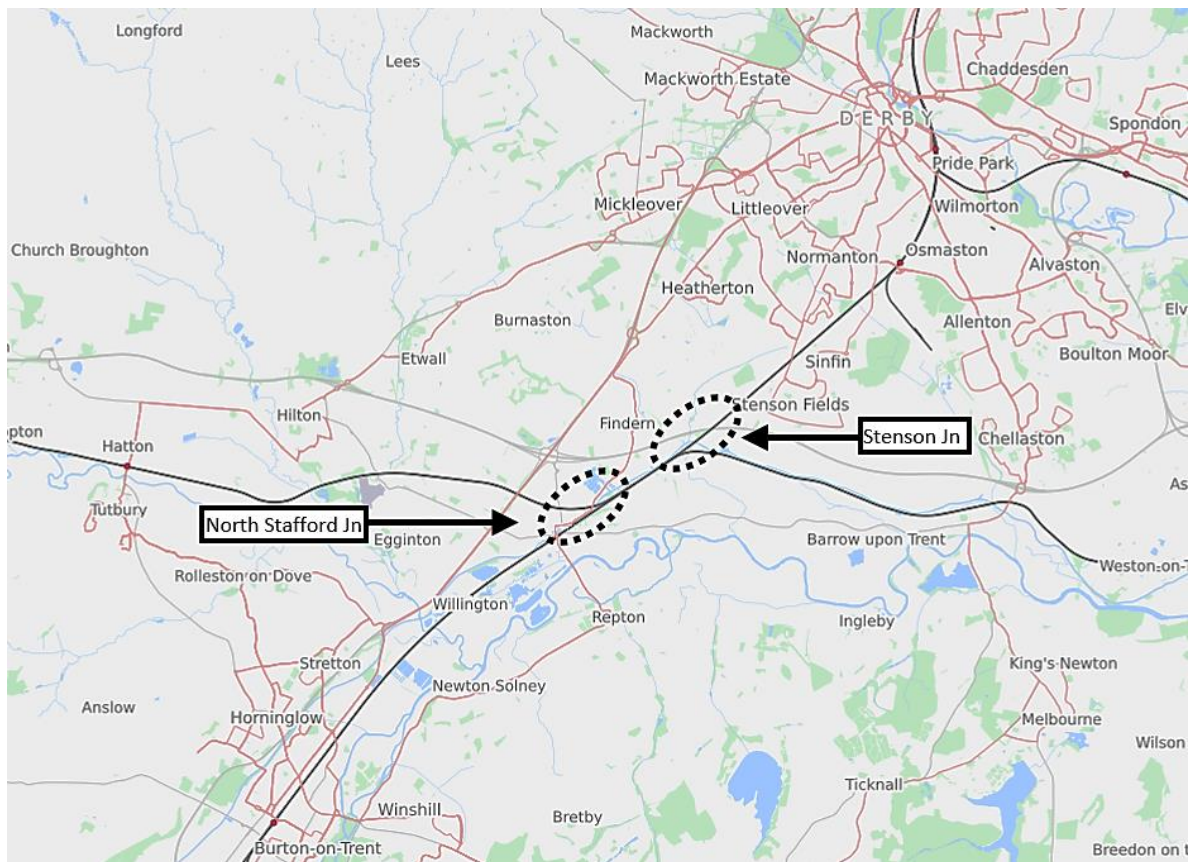 Longford
Lees
Mackworth
Mackworth Estate
Chaddesden
DERBY
Spondon
Pride Park
Mickleover
Littleover
Wilmorton
Church Broughton
Normanton
Osmaston
Alvaston
Heatherton
Elv
Burnaston
Allenton
Etwall
Sinfin
Boulton Moor
Stenson Fields
Hilton
Findern
Stenson Jn
Chellaston
pton
Hatton
As
Tutbury
North Stafford Jn
Egginton
Barrow upon Trent
Weston-on-T
Rolleston on Dove
Willington
Repton
Ingleby
Stretton
King's Newton
Newton Solney
Anslow
Horninglow
Melbourne
Wilson
Ticknall
Winshill
Bretby
Burton-on-Trent
Breedon on t